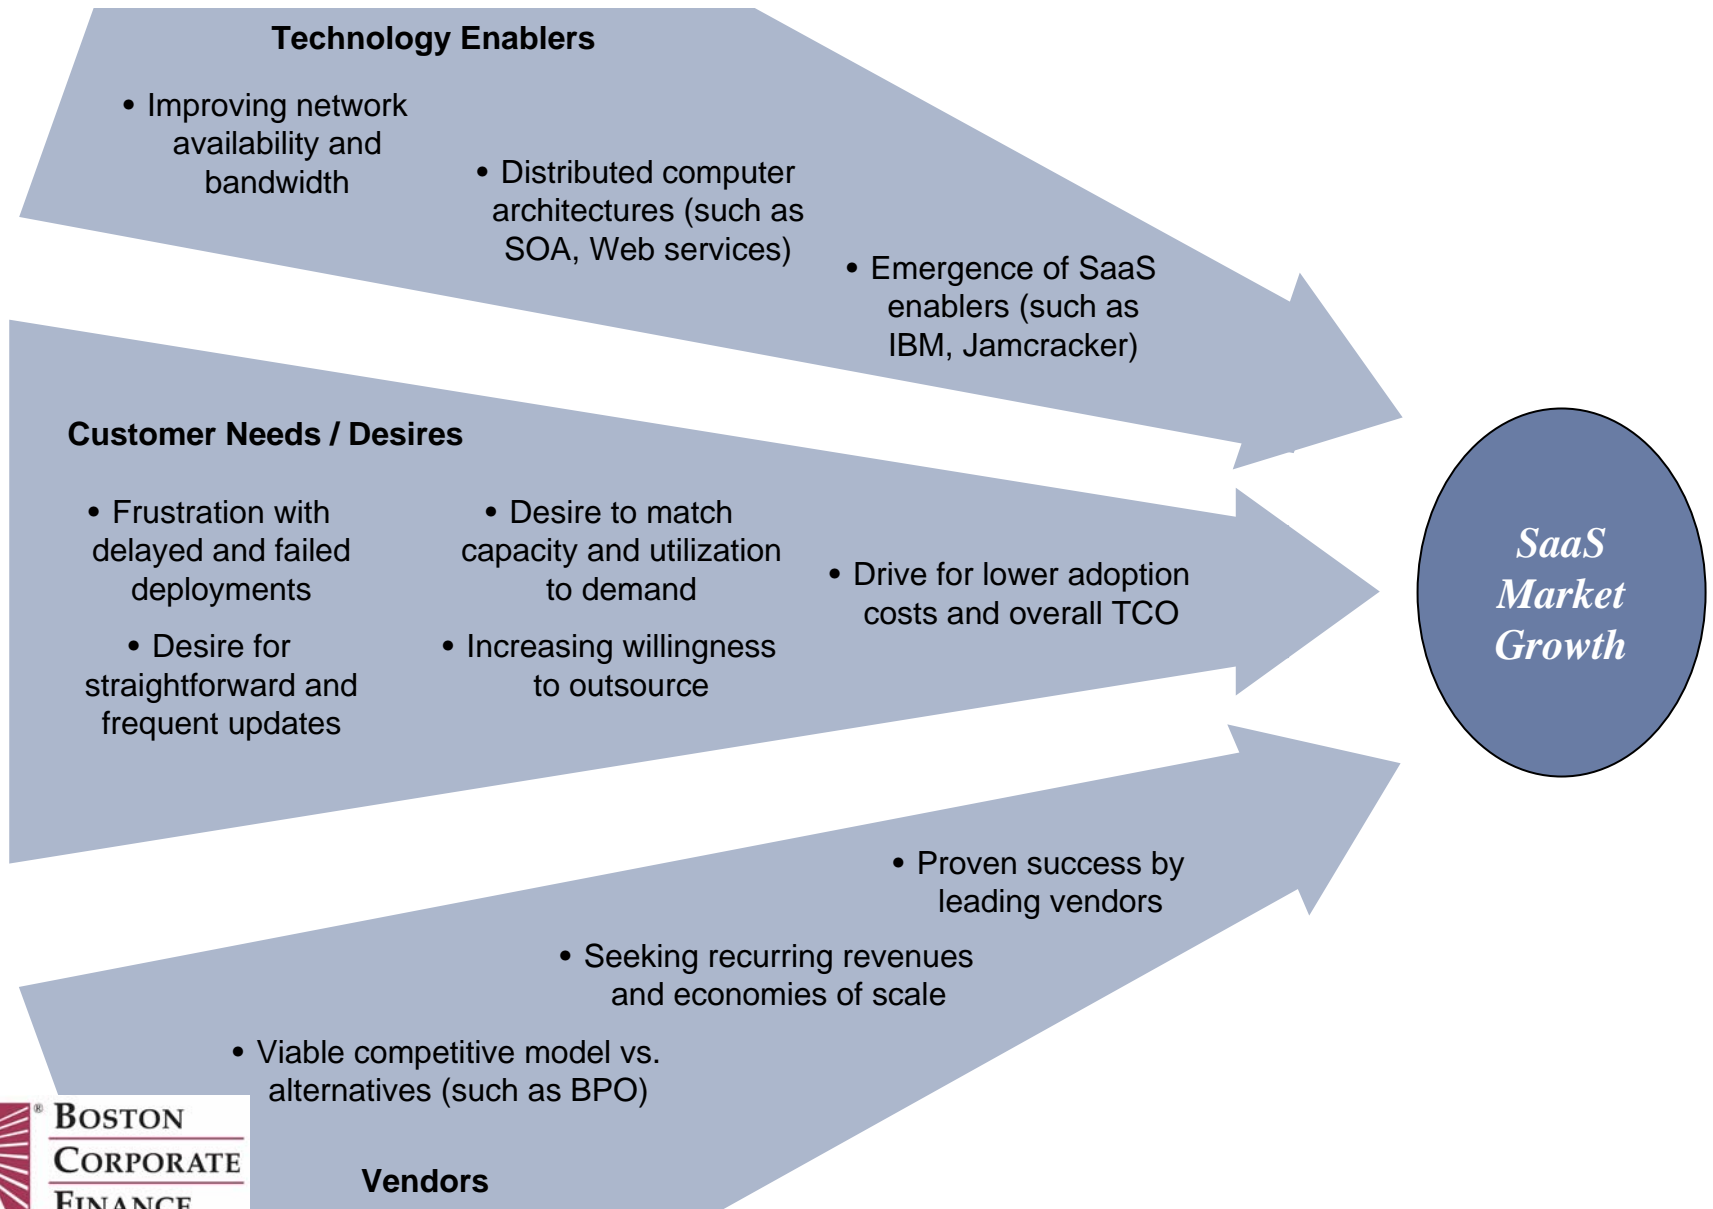 Technology Enablers
• Improving network
availability and
bandwidth
• Distributed computer
architectures (such as
SOA, Web services)
• Emergence of SaaS
enablers (such as
IBM, Jamcracker)
Customer Needs / Desires
• Frustration with
delayed and failed
deployments
• Desire for
straightforward and
frequent updates
• Desire to match
capacity and utilization
to demand
• Increasing willingness
to outsource
• Drive for lower adoption
costs and overall TCO
SaaS
Market
Growth
• Proven success by
leading vendors
• Seeking recurring revenues
and economies of scale
• Viable competitive model vs.
alternatives (such as BPO)
Vendors
® BOSTON
CORPORATE
FINANCE